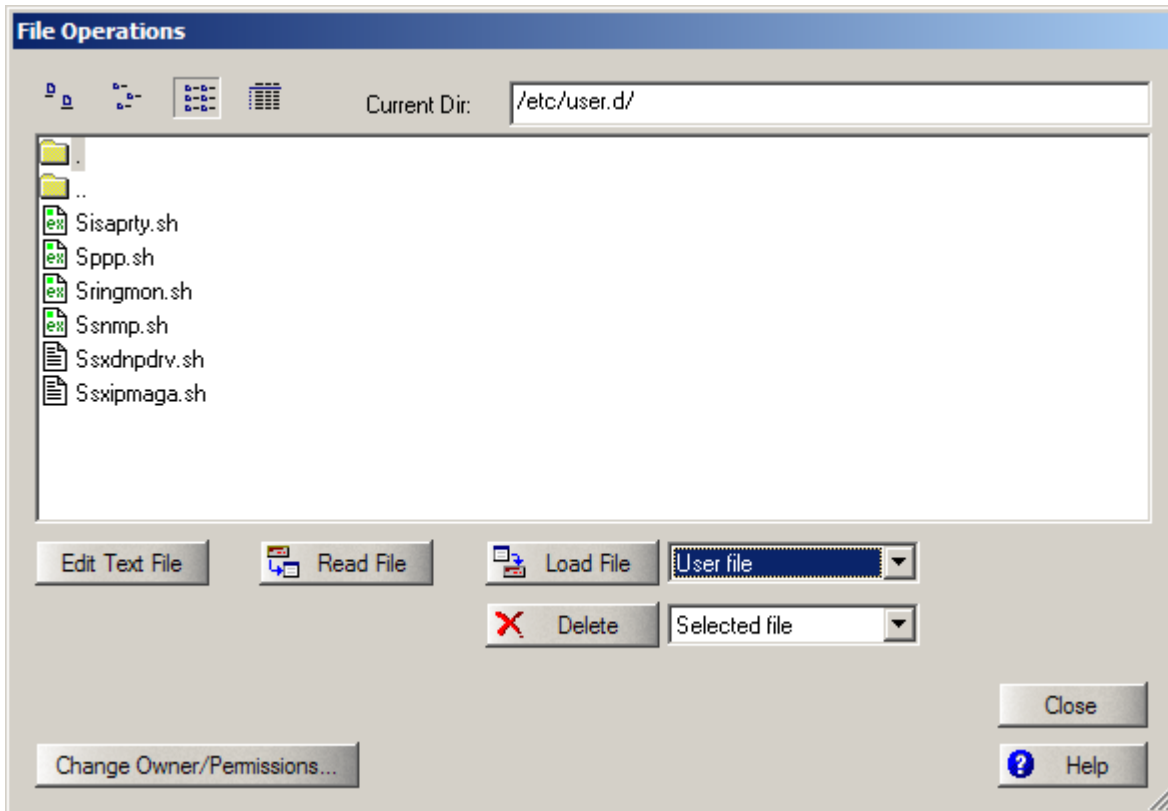 File Operations
Current Dir: /etc/user.d/
.
..
Sisaprty.sh
Sppp.sh
Sringmon.sh
Ssnmp.sh
Ssxdnpdrv.sh
Ssxipmaga.sh
Edit Text File Read File Load File User file
Delete Selected file
Close
Change Owner/Permissions... Help